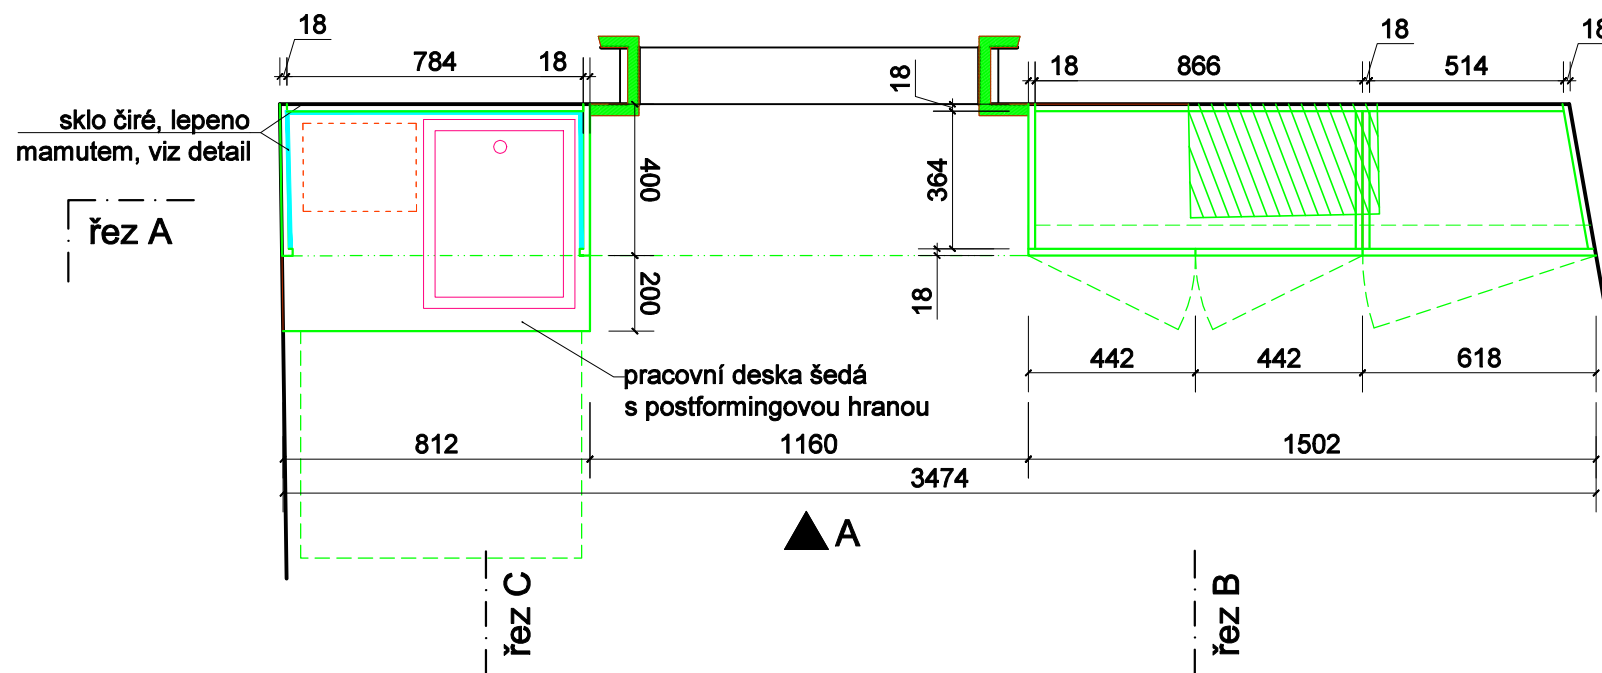 18
784
18
18
18
866
18
514
18
sklo čiré, lepeno
mamutem, viz detail
400
364
řez A
200
18
pracovní deska šedá
s postformingovou hranou
442
442
618
812
1160
1502
3474
A
řez C
řez B